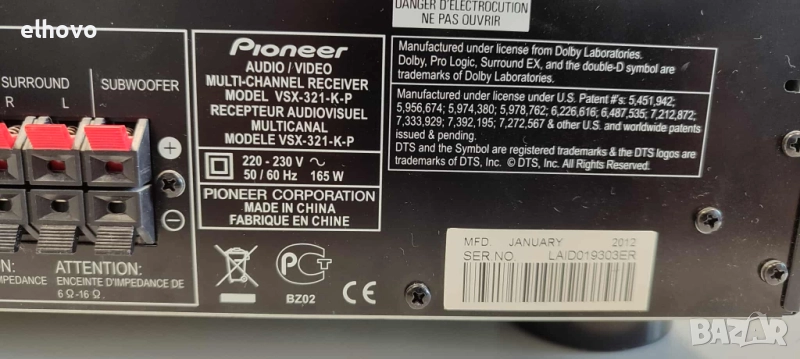 elhovo
DANGER D'ELECTROCUTION
NE PAS OUVRIR
SURROUND
R L
SUBWOOFER
Pioneer
AUDIO / VIDEO
MULTI-CHANNEL RECEIVER
MODEL VSX-321-K-P
RECEPTEUR AUDIOVISUEL
MULTICANAL
MODELE VSX-321-K-P
220 - 230 V ~
50 / 60 Hz 165 W
PIONEER CORPORATION
MADE IN CHINA
FABRIQUE EN CHINE
BZ02
Manufactured under license from Dolby Laboratories.
Dolby, Pro Logic, Surround EX, and the double-D symbol are
trademarks of Dolby Laboratories.
Manufactured under license under U.S. Patent #'s: 5,451,942;
5,956,674; 5,974,380; 5,978,762; 6,226,616; 6,487,535; 7,212,872;
7,333,929; 7,392,195; 7,272,567 & other U.S. and worldwide patents
issued & pending.
DTS and the Symbol are registered trademarks & the DTS logos are
trademarks of DTS, Inc. © DTS, Inc. All Rights Reserved.
MFD. JANUARY 2012
SER.NO. LAID019303ER
ATTENTION:
MPEDANCE ENCEINTE D'IMPEDANCE
6 Ω-16 Ω.
BAZAR